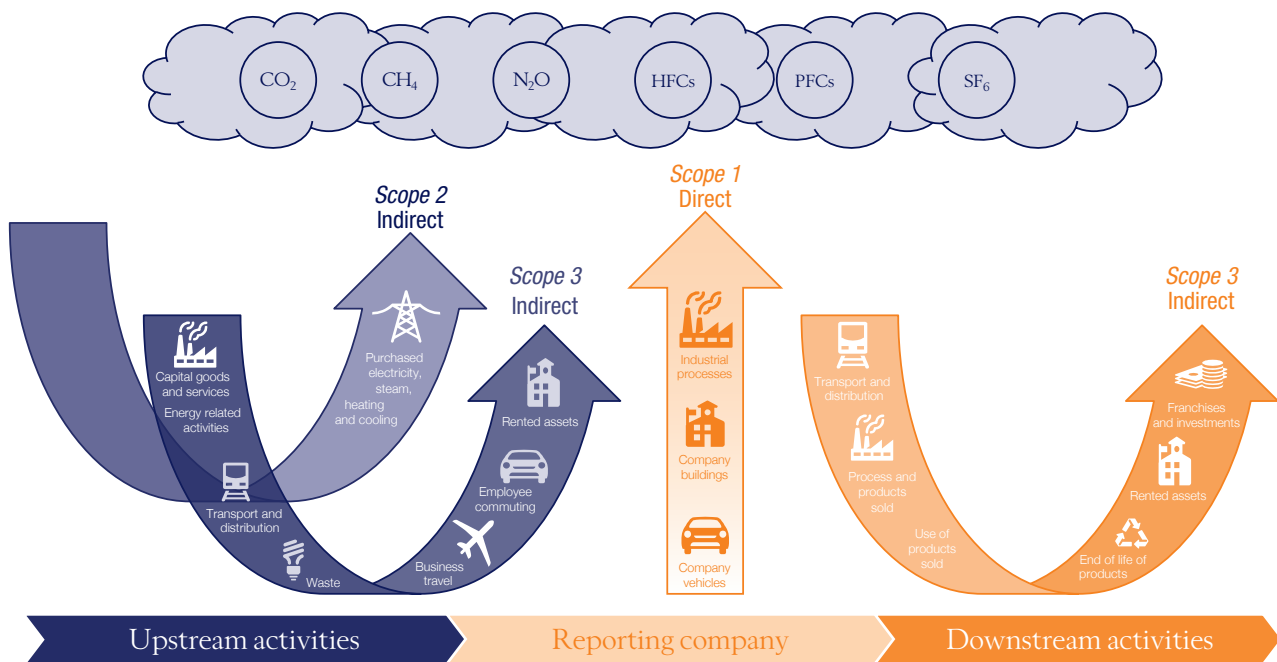 CO₂
CH₄
N₂O
HFCs
PFCs
SF₆
Scope 2
Indirect
Scope 3
Indirect
Scope 1
Direct
Scope 3
Indirect
Capital goods
and services
Energy related
activities
Transport and
distribution
Waste
Business
travel
Employee
commuting
Rented assets
Purchased
electricity,
steam,
heating
and cooling
Industrial
processes
Company
buildings
Company
vehicles
Transport and
distribution
Process and
products
sold
Use of
products
sold
End of life of
products
Rented assets
Franchises
and investments
Upstream activities
Reporting company
Downstream activities